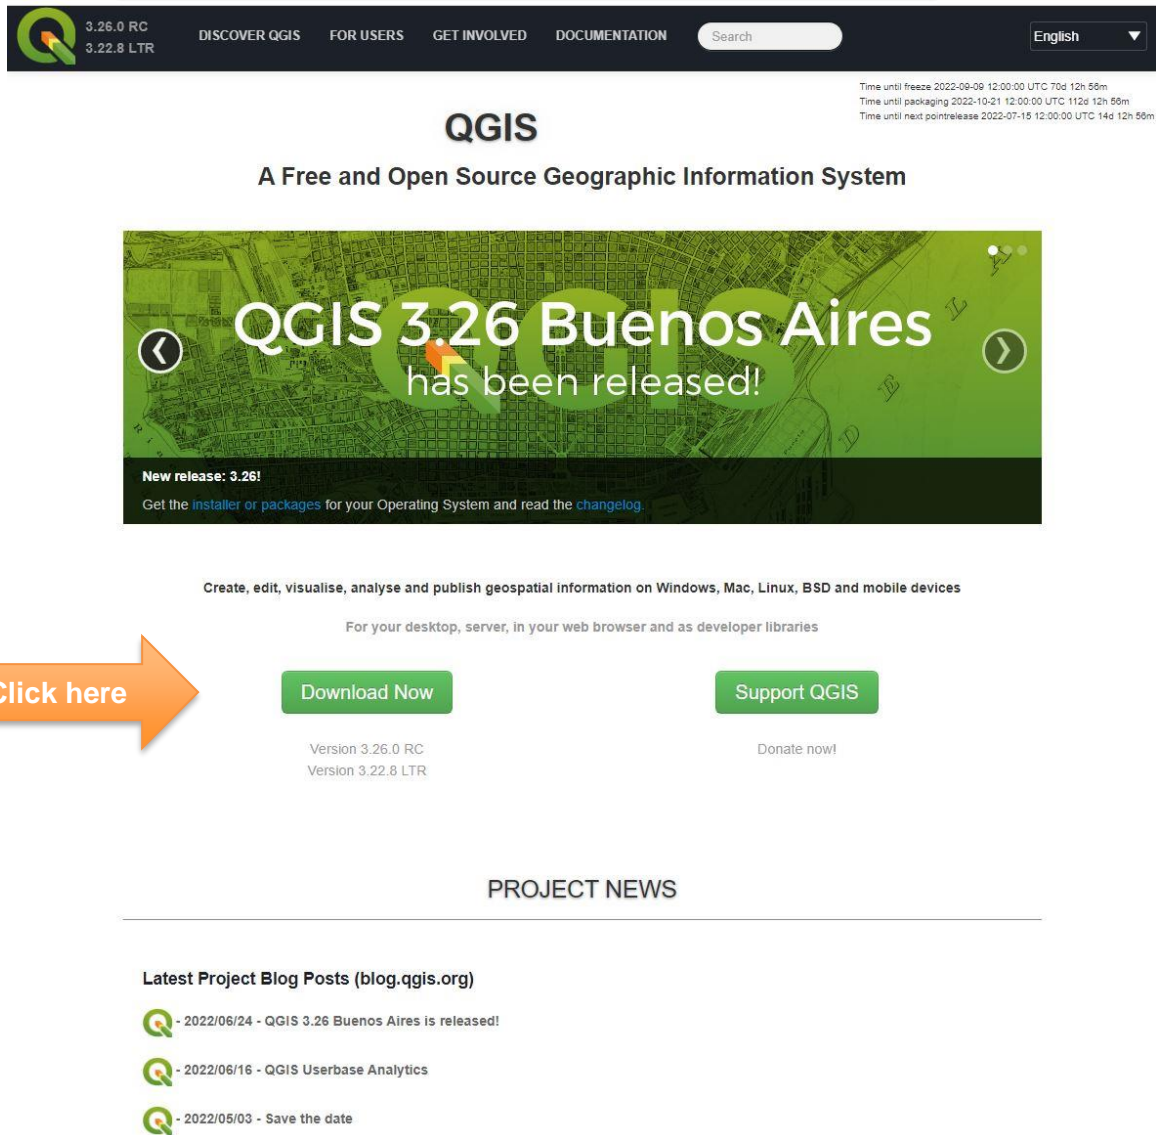 3.26.0 RC
3.22.8 LTR
DISCOVER QGIS FOR USERS GET INVOLVED DOCUMENTATION Search English
Time until freeze 2022-09-09 12:00:00 UTC 70d 12h 56m
Time until packaging 2022-10-21 12:00:00 UTC 112d 12h 56m
Time until next pointrelease 2022-07-15 12:00:00 UTC 14d 12h 56m
QGIS
A Free and Open Source Geographic Information System
QGIS
QGIS 3.26 Buenos Aires
has been released!
New release: 3.26!
Get the installer or packages for your Operating System and read the changelog.
Create, edit, visualise, analyse and publish geospatial information on Windows, Mac, Linux, BSD and mobile devices
For your desktop, server, in your web browser and as developer libraries
Click here
Download Now Support QGIS
Version 3.26.0 RC Donate now!
Version 3.22.8 LTR
PROJECT NEWS
Latest Project Blog Posts (blog.qgis.org)
- 2022/06/24 - QGIS 3.26 Buenos Aires is released!
- 2022/06/16 - QGIS Userbase Analytics
- 2022/05/03 - Save the date